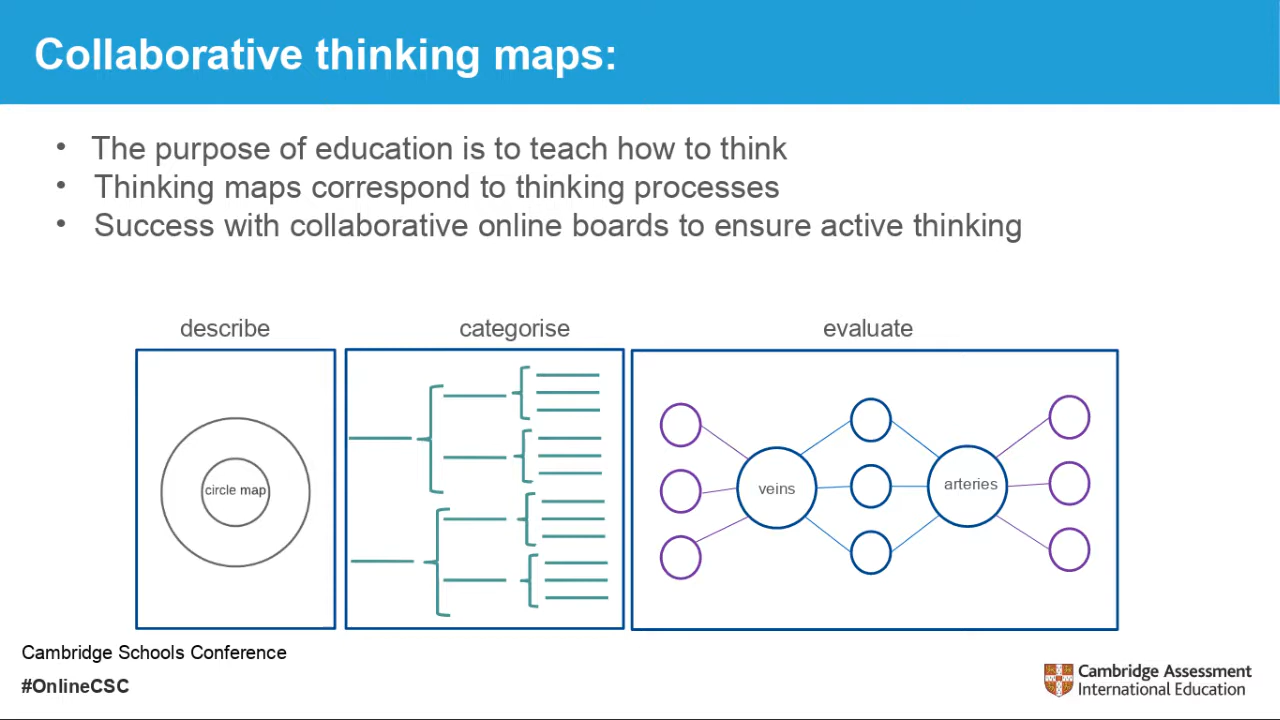 Collaborative thinking maps:
• The purpose of education is to teach how to think
• Thinking maps correspond to thinking processes
• Success with collaborative online boards to ensure active thinking
describe
categorise
evaluate
circle map
veins
arteries
Cambridge Schools Conference
#OnlineCSC
Cambridge Assessment
International Education